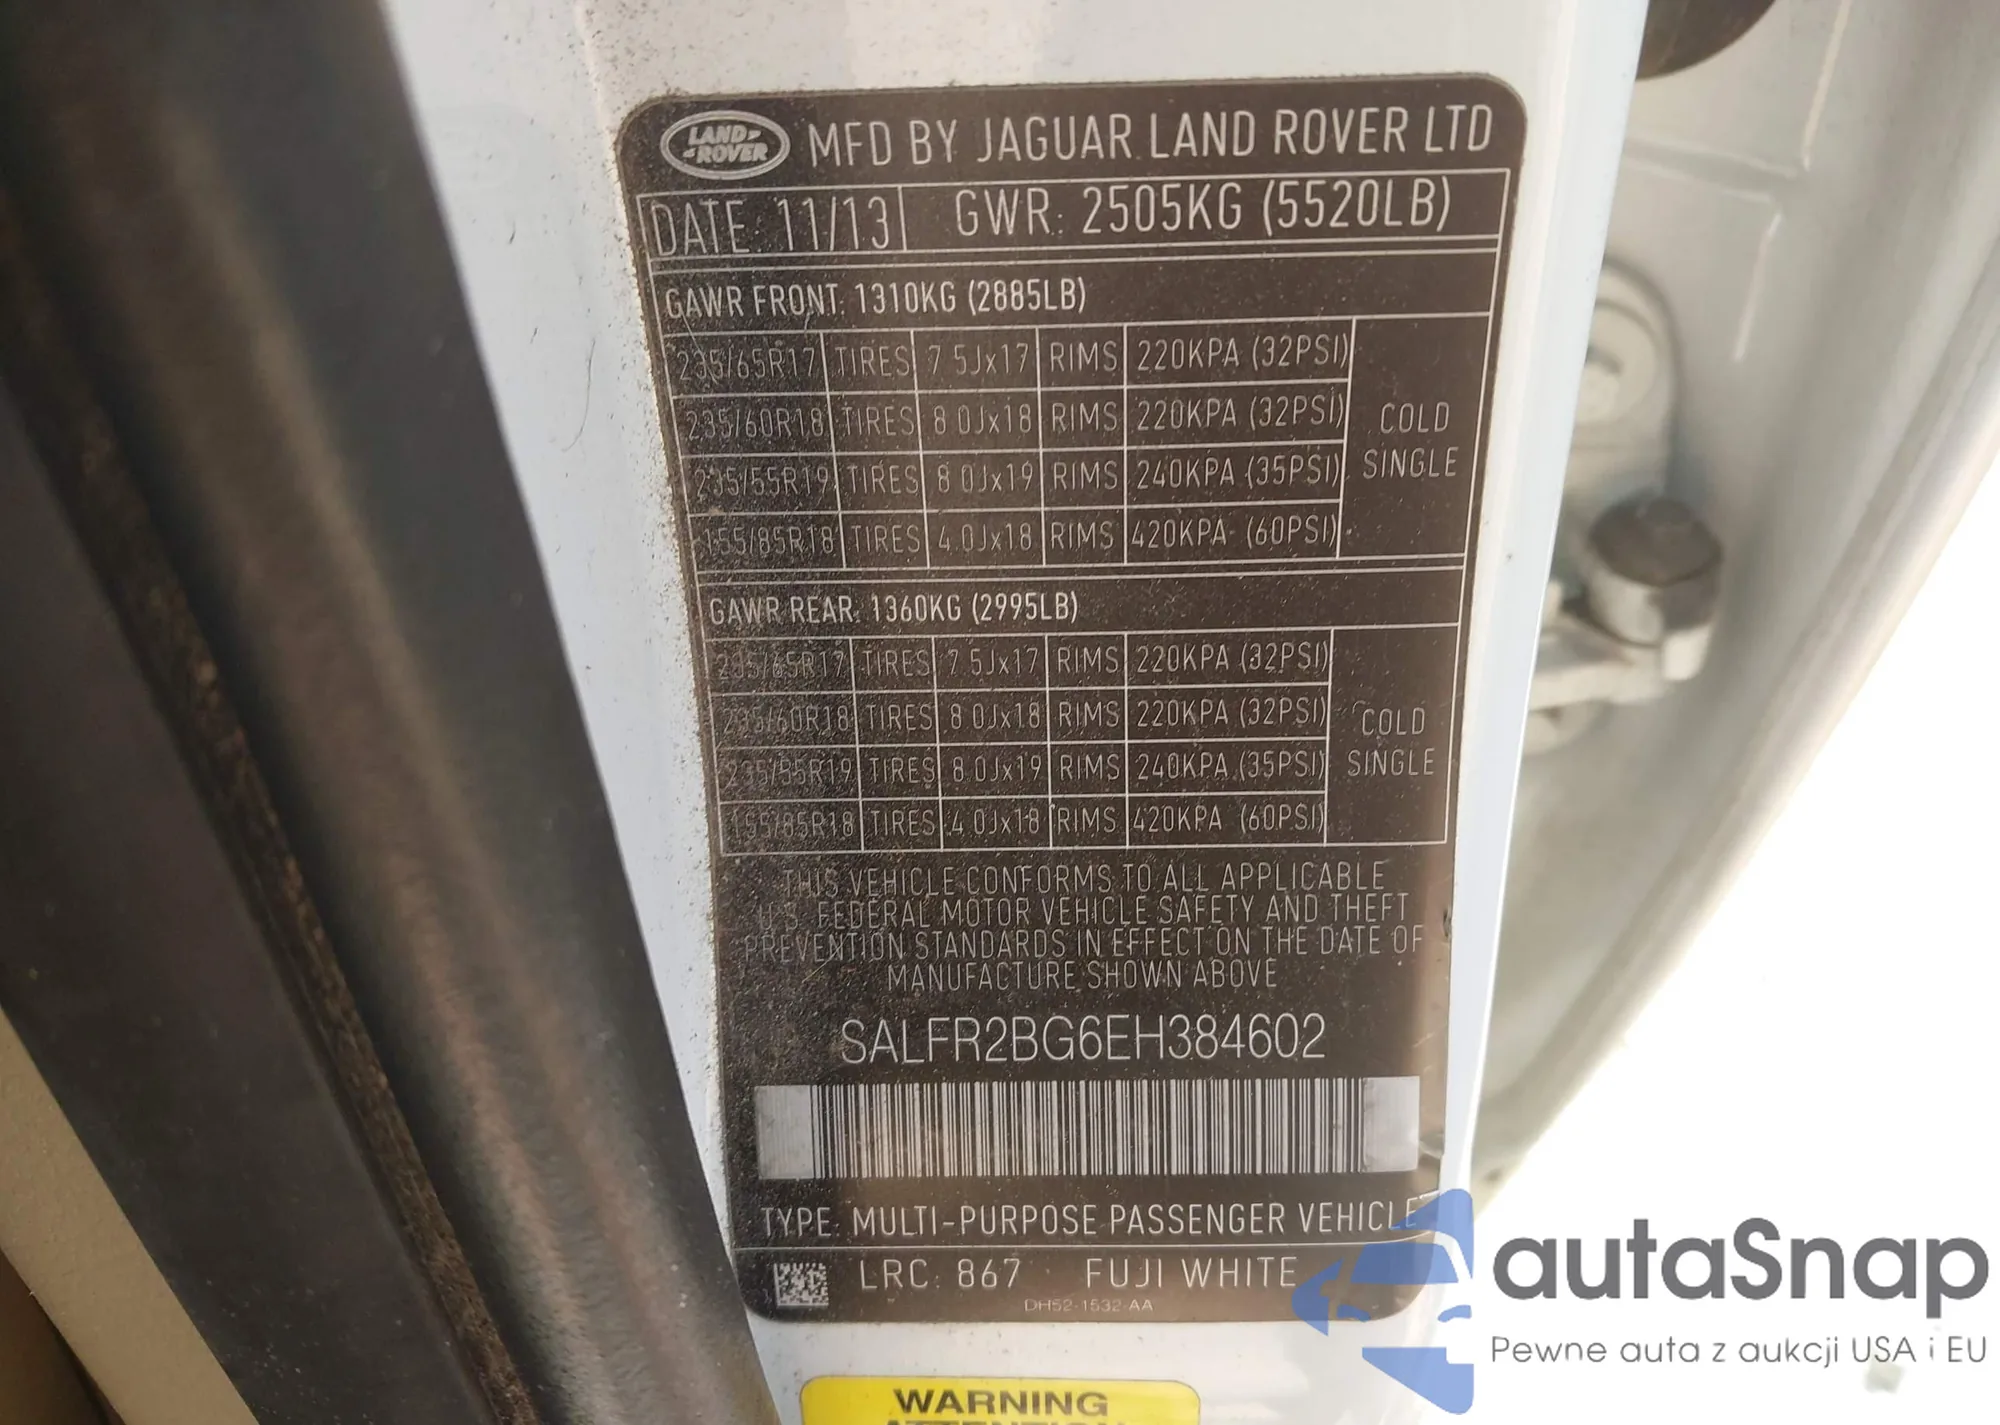 LAND
ROVER
MFD BY JAGUAR LAND ROVER LTD
DATE: 11/13 GWR: 2505KG (5520LB)
GAWR FRONT: 1310KG (2885LB)
235/65R17 TIRES 7.5Jx17 RIMS 220KPA (32PSI)
235/60R18 TIRES 8.0Jx18 RIMS 220KPA (32PSI)
235/55R19 TIRES 8.0Jx19 RIMS 240KPA (35PSI)
155/85R18 TIRES 4.0Jx18 RIMS 420KPA (60PSI)
COLD
SINGLE
GAWR REAR: 1360KG (2995LB)
235/65R17 TIRES 7.5Jx17 RIMS 220KPA (32PSI)
235/60R18 TIRES 8.0Jx18 RIMS 220KPA (32PSI)
235/55R19 TIRES 8.0Jx19 RIMS 240KPA (35PSI)
155/85R18 TIRES 4.0Jx18 RIMS 420KPA (60PSI)
COLD
SINGLE
THIS VEHICLE CONFORMS TO ALL APPLICABLE
U.S. FEDERAL MOTOR VEHICLE SAFETY AND THEFT
PREVENTION STANDARDS IN EFFECT ON THE DATE OF
MANUFACTURE SHOWN ABOVE
SALFR2BG6EH384602
TYPE: MULTI-PURPOSE PASSENGER VEHICLE
LRC: 867 FUJI WHITE
DH52-1532-AA
WARNING
ATTENTION
autaSnap
Pewne auta z aukcji USA i EU